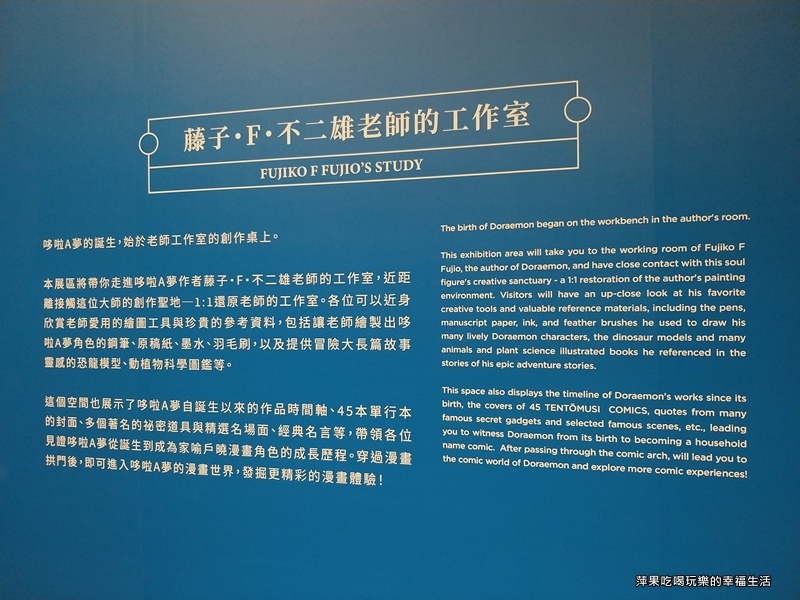 藤子・F・不二雄老師的工作室
FUJIKO F FUJIO'S STUDY
哆啦A夢的誕生，始於老師工作室的創作桌上。
本展區將帶你走進哆啦A夢作者藤子・F・不二雄老師的工作室，近距
離接觸這位大師的創作聖地—1:1還原老師的工作室。各位可以近身
欣賞老師愛用的繪圖工具與珍貴的參考資料，包括讓老師繪製出哆
啦A夢角色的鋼筆、原稿紙、墨水、羽毛刷，以及提供冒險大長篇故事
靈感的恐龍模型、動植物科學圖鑑等。
這個空間也展示了哆啦A夢自誕生以來的作品時間軸、45本單行本
的封面、多個著名的祕密道具與精選名場面、經典名言等，帶領各位
見證哆啦A夢從誕生到成為家喻戶曉漫畫角色的成長歷程。穿過漫畫
拱門後，即可進入哆啦A夢的漫畫世界，發掘更精彩的漫畫體驗！
The birth of Doraemon began on the workbench in the author's room.
This exhibition area will take you to the working room of Fujiko F
Fujio, the author of Doraemon, and have close contact with this soul
figure's creative sanctuary - a 1:1 restoration of the author's painting
environment. Visitors will have an up-close look at his favorite
creative tools and valuable reference materials, including the pens,
manuscript paper, ink, and feather brushes he used to draw his
many lively Doraemon characters, the dinosaur models and many
animals and plant science illustrated books he referenced in the
stories of his epic adventure stories.
This space also displays the timeline of Doraemon's works since its
birth, the covers of 45 TENTŌMUSI COMICS, quotes from many
famous secret gadgets and selected famous scenes, etc., leading
you to witness Doraemon from its birth to becoming a household
name comic. After passing through the comic arch, will lead you to
the comic world of Doraemon and explore more comic experiences!
萍果吃喝玩樂的幸福生活